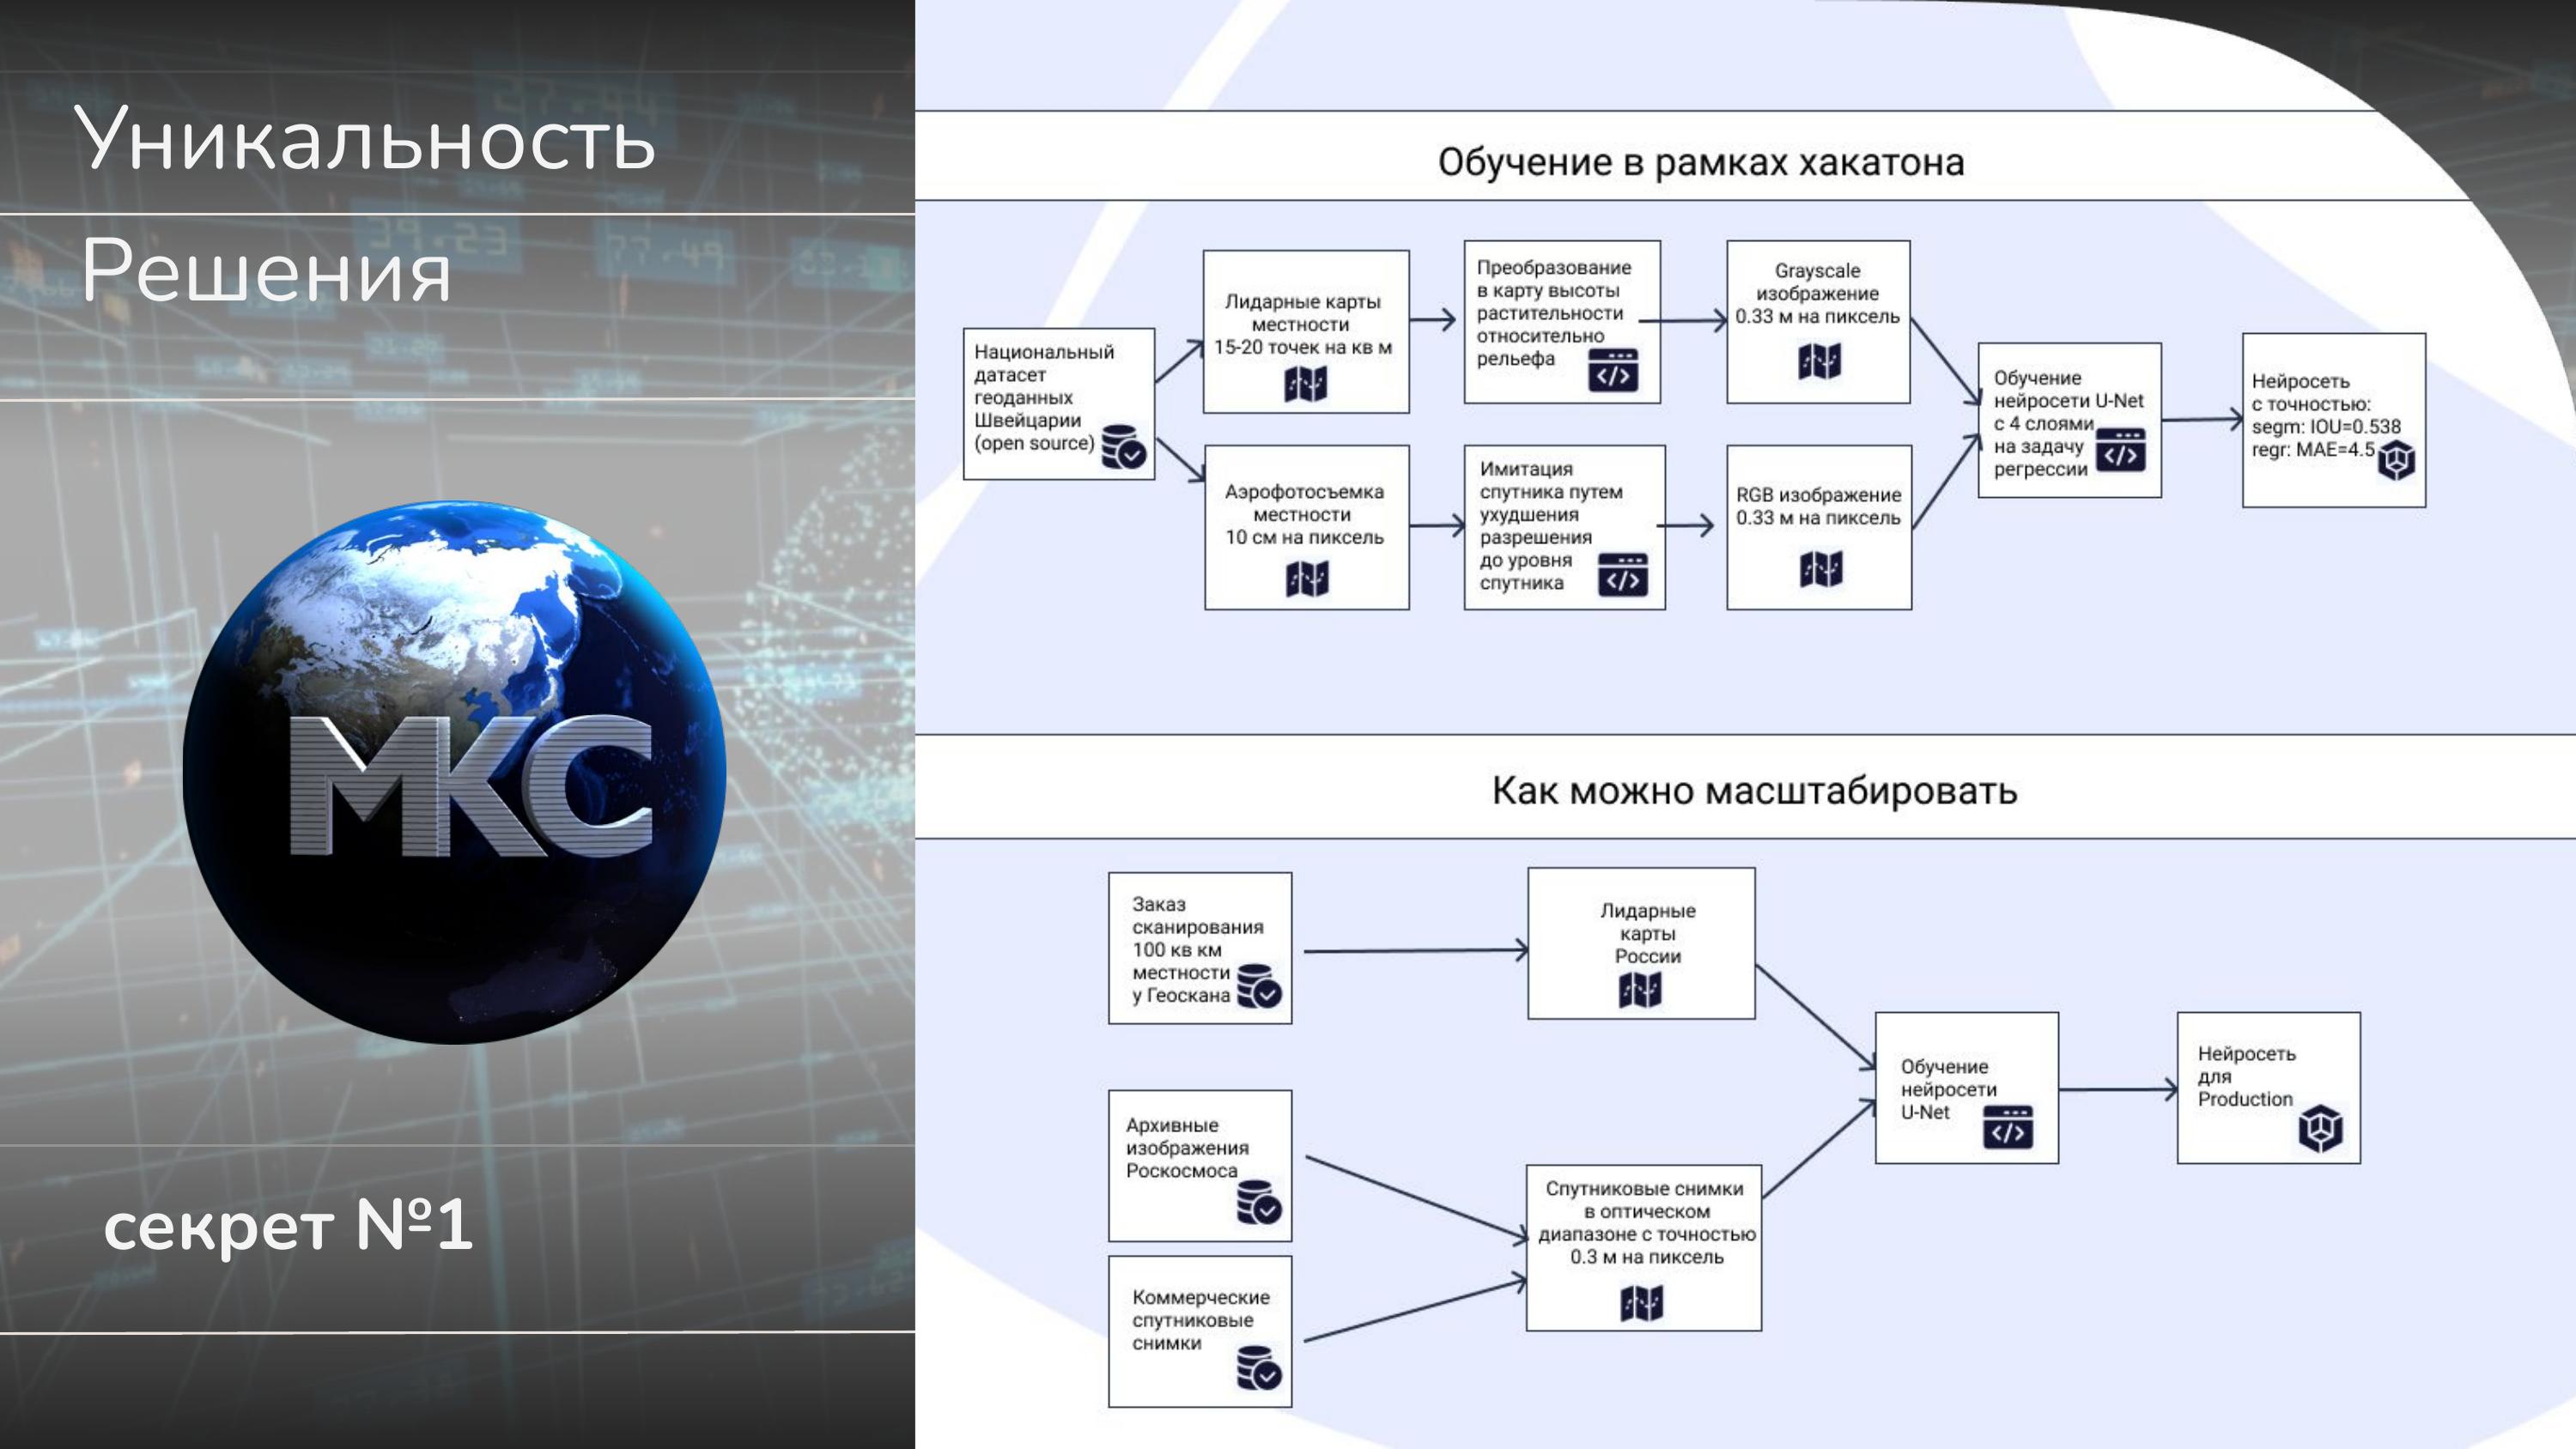 Уникальность
Решения
МКС
секрет №1
Обучение в рамках хакатона
Национальный
датасет
геоданных
Швейцарии
(open source)
Лидарные карты
местности
15-20 точек на кв м
Преобразование
в карту высоты
растительности
относительно
рельефа
Grayscale
изображение
0.33 м на пиксель
Аэрофотосъемка
местности
10 см на пиксель
Имитация
спутника путем
ухудшения
разрешения
до уровня
спутника
RGB изображение
0.33 м на пиксель
Обучение
нейросети U-Net
с 4 слоями
на задачу
регрессии
Нейросеть
с точностью:
segm: IOU=0.538
regr: MAE=4.5
Как можно масштабировать
Заказ
сканирования
100 кв км
местности
у Геоскана
Лидарные
карты
России
Архивные
изображения
Роскосмоса
Коммерческие
спутниковые
снимки
Спутниковые снимки
в оптическом
диапазоне с точностью
0.3 м на пиксель
Обучение
нейросети
U-Net
Нейросеть
для
Production